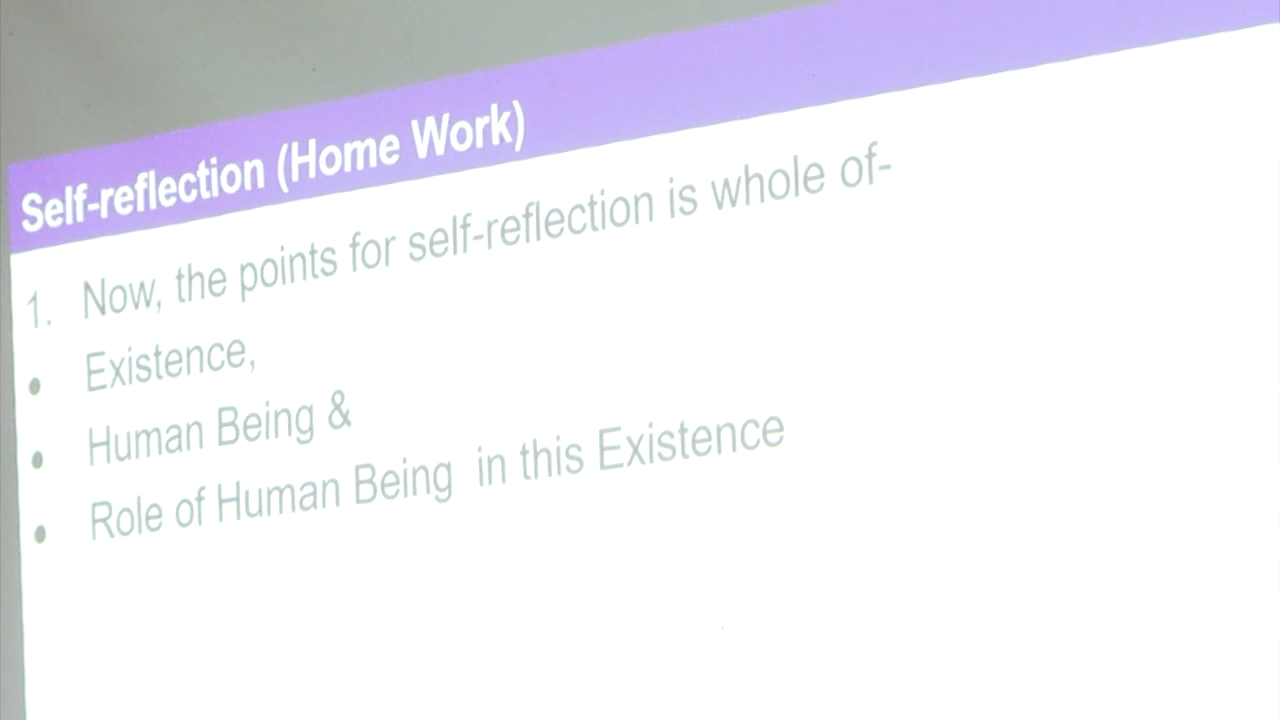 Self-reflection (Home Work)
1. Now, the points for self-reflection is whole of-
• Existence,
• Human Being &
• Role of Human Being in this Existence